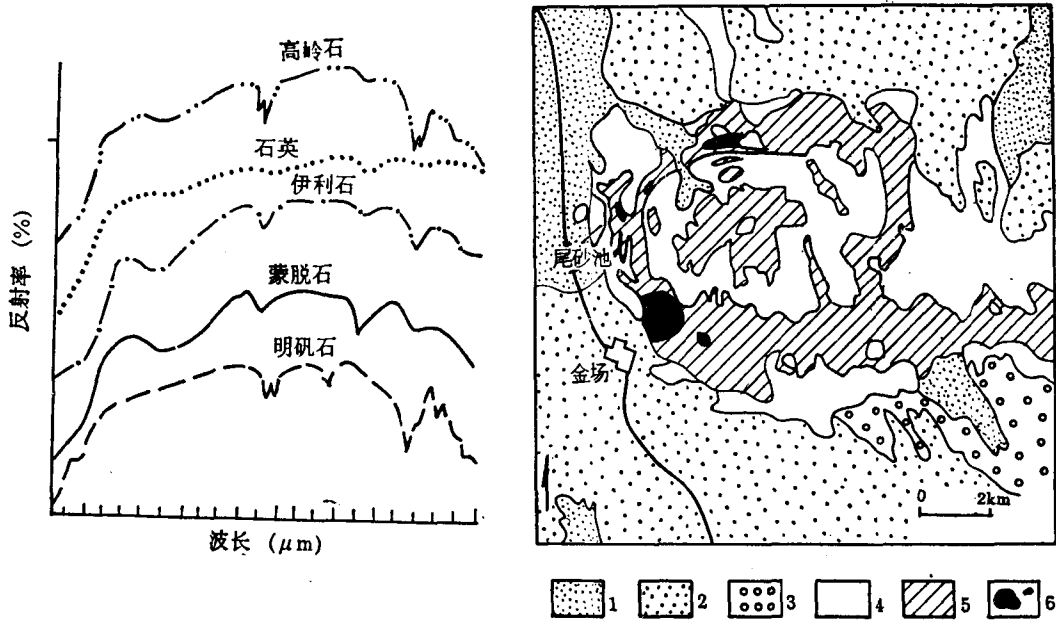 高岭石
石英
伊利石
蒙脱石
明矾石
反射率 (%)
波长 (μm)
尾砂池
金场
0 2km
1 2 3 4 5 6